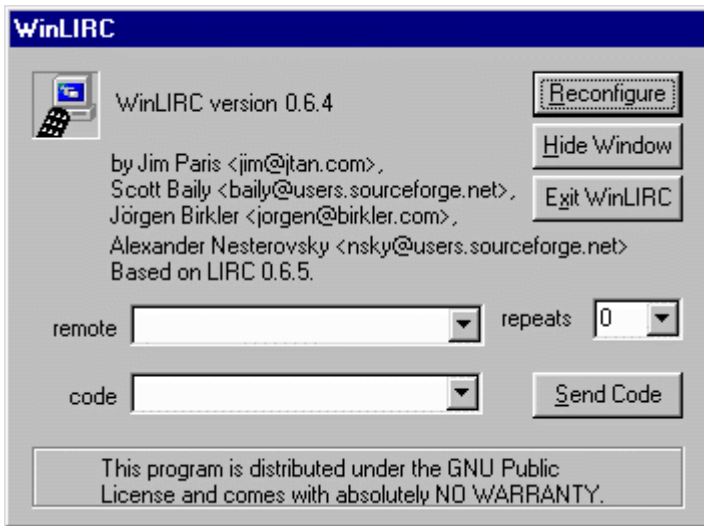 WinLIRC
WinLIRC version 0.6.4
Reconfigure
Hide Window
Exit WinLIRC
by Jim Paris <jim@jtan.com>,
Scott Baily <baily@users.sourceforge.net>,
Jörgen Birkler <jorgen@birkler.com>,
Alexander Nesterovsky <nsky@users.sourceforge.net>
Based on LIRC 0.6.5.
remote
repeats 0
code
Send Code
This program is distributed under the GNU Public
License and comes with absolutely NO WARRANTY.